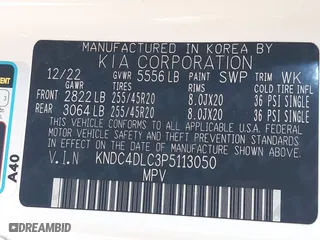 MANUFACTURED IN KOREA BY
KIA CORPORATION
12/22 GVWR 5556 LB PAINT SWP TRIM WK
GAWR TIRE SIZE RIMS COLD TIRE INFL
FRONT 2822 LB 255/45R20 8.0JX20 36 PSI SINGLE
REAR 3064 LB 255/45R20 8.0JX20 36 PSI SINGLE
THIS VEHICLE CONFORMS TO ALL APPLICABLE U.S. FEDERAL
MOTOR VEHICLE SAFETY, BUMPER, AND THEFT PREVENTION
STANDARDS IN EFFECT ON THE DATE OF MANUFACTURE SHOWN ABOVE.
V.I.N KNDC4DLC3P5113050
MPV
A40
DREAMBID